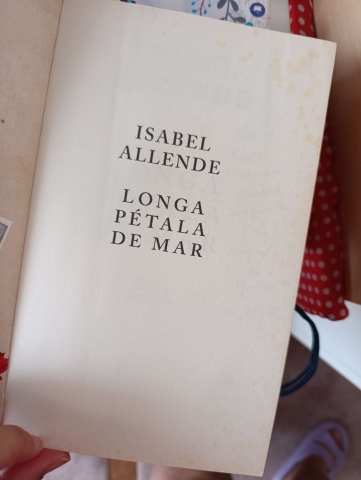 ISABEL
ALLENDE
LONGA
PÉTALA
DE MAR